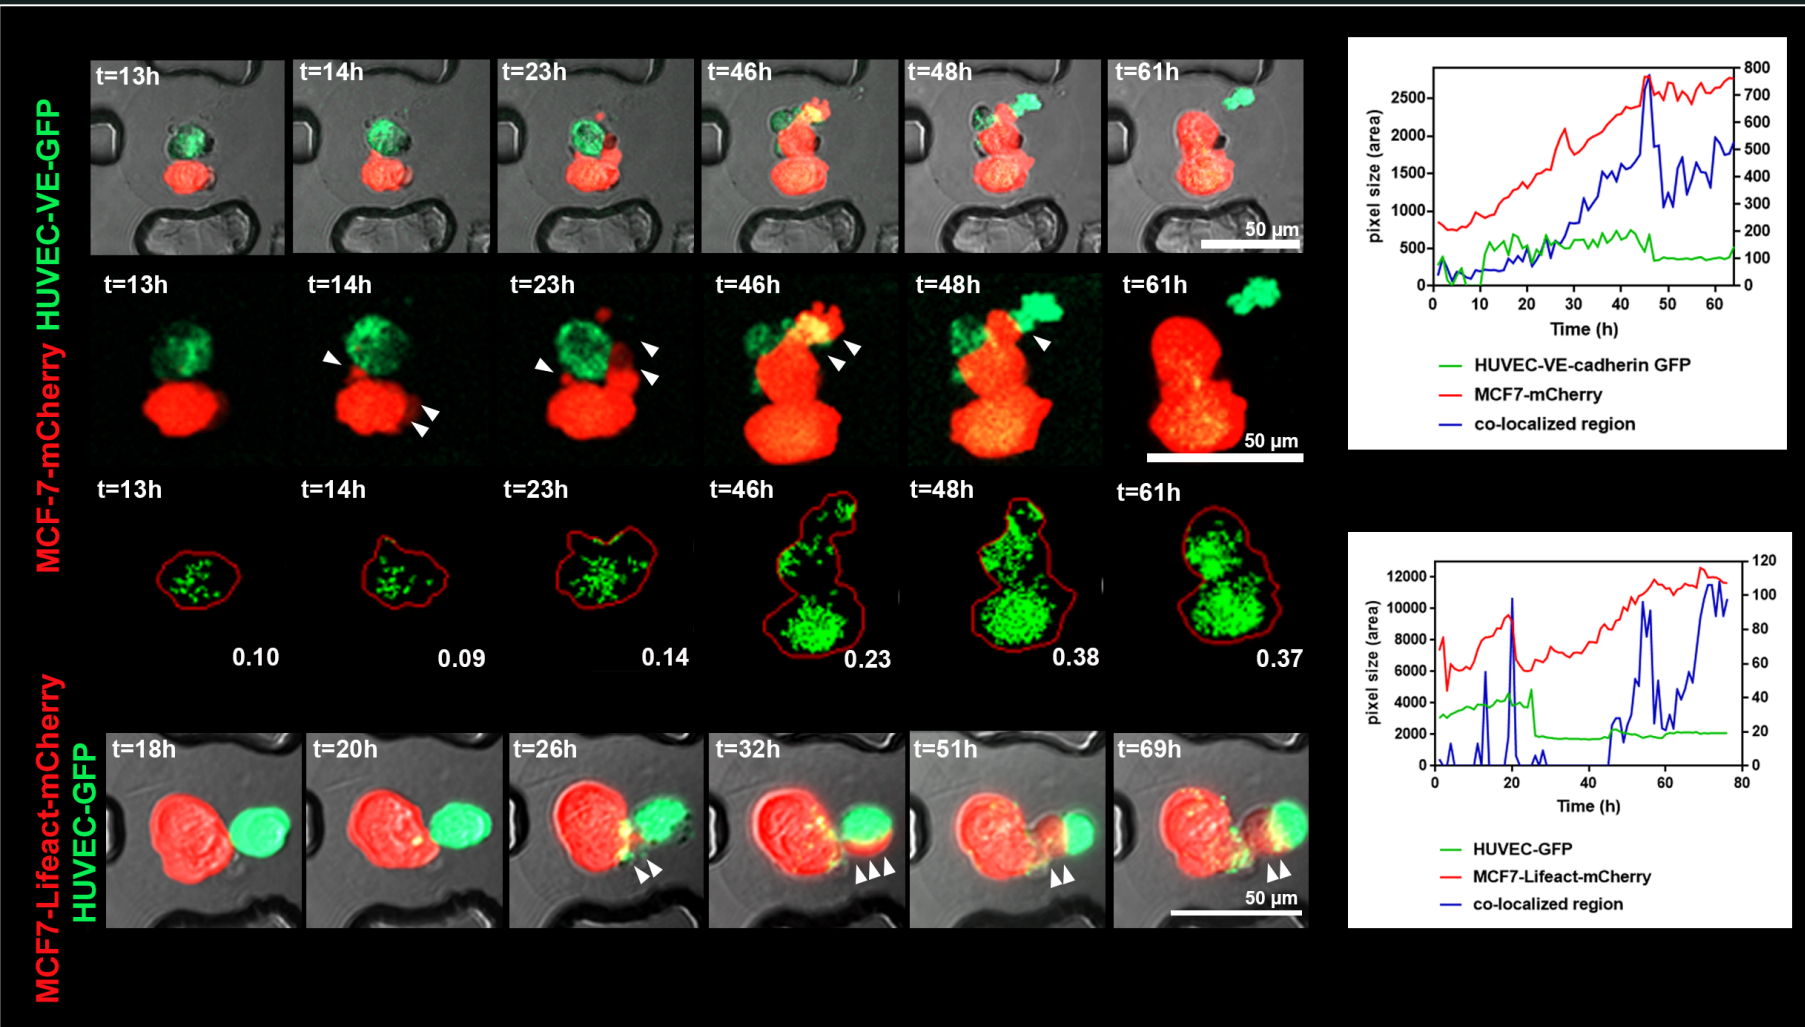 MCF-7-mCherry HUVEC-VE-GFP
t=13h t=14h t=23h t=46h t=48h t=61h
50 µm
t=13h t=14h t=23h t=46h t=48h t=61h
50 µm
t=13h t=14h t=23h t=46h t=48h t=61h
0.10 0.09 0.14 0.23 0.38 0.37
MCF7-Lifeact-mCherry
HUVEC-GFP
t=18h t=20h t=26h t=32h t=51h t=69h
50 µm
pixel size (area)
2500
2000
1500
1000
500
0
800
700
600
500
400
300
200
100
0
0 10 20 30 40 50 60
Time (h)
HUVEC-VE-cadherin GFP
MCF7-mCherry
co-localized region
pixel size (area)
12000
10000
8000
6000
4000
2000
0
120
100
80
60
40
20
0
0 20 40 60 80
Time (h)
HUVEC-GFP
MCF7-Lifeact-mCherry
co-localized region